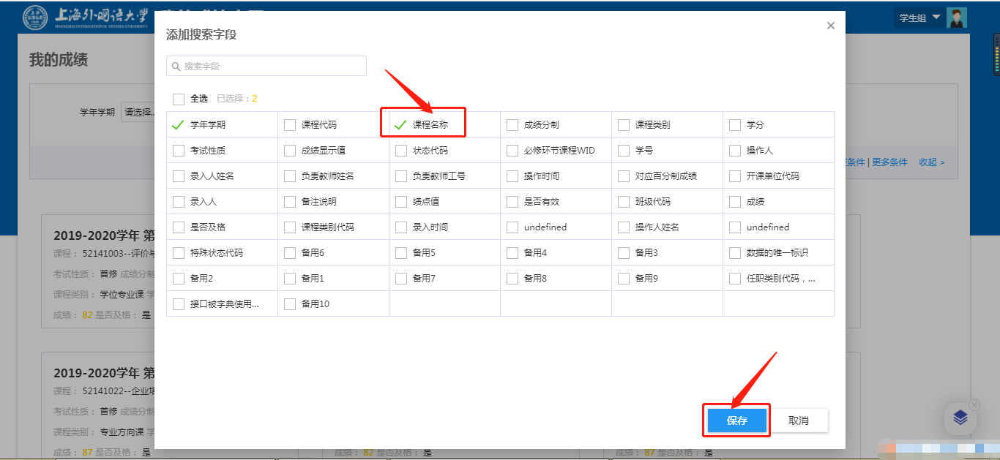 上海外国语大学
SHANGHAI INTERNATIONAL STUDIES UNIVERSITY
学生组
我的成绩
学年学期 请选择..
条件 | 更多条件 收起 >
添加搜索字段
搜索字段
全选 已选择：2
学年学期 课程代码 课程名称 成绩分制 课程类别 学分
考试性质 成绩显示值 状态代码 必修环节课程WID 学号 操作人
录入人姓名 负责教师姓名 负责教师工号 操作时间 对应百分制成绩 开课单位代码
录入人 备注说明 绩点值 是否有效 班级代码 成绩
是否及格 课程类别代码 录入时间 undefined 操作人姓名 undefined
特殊状态代码 备用6 备用5 备用4 备用3 数据的唯一标识
备用2 备用1 备用7 备用8 备用9 任职类别代码，...
接口被字典使用... 备用10
保存 取消
2019-2020学年 第
课程： 52141003--评价与
考试性质： 首修 成绩分制
课程类别： 学位专业课 学
成绩： 82 是否及格： 是
2019-2020学年 第
课程： 52141022--企业培
考试性质： 首修 成绩分制
课程类别： 专业方向课 学
成绩： 87 是否及格： 是
成绩： 82 是否及格： 是
成绩： 87 是否及格： 是